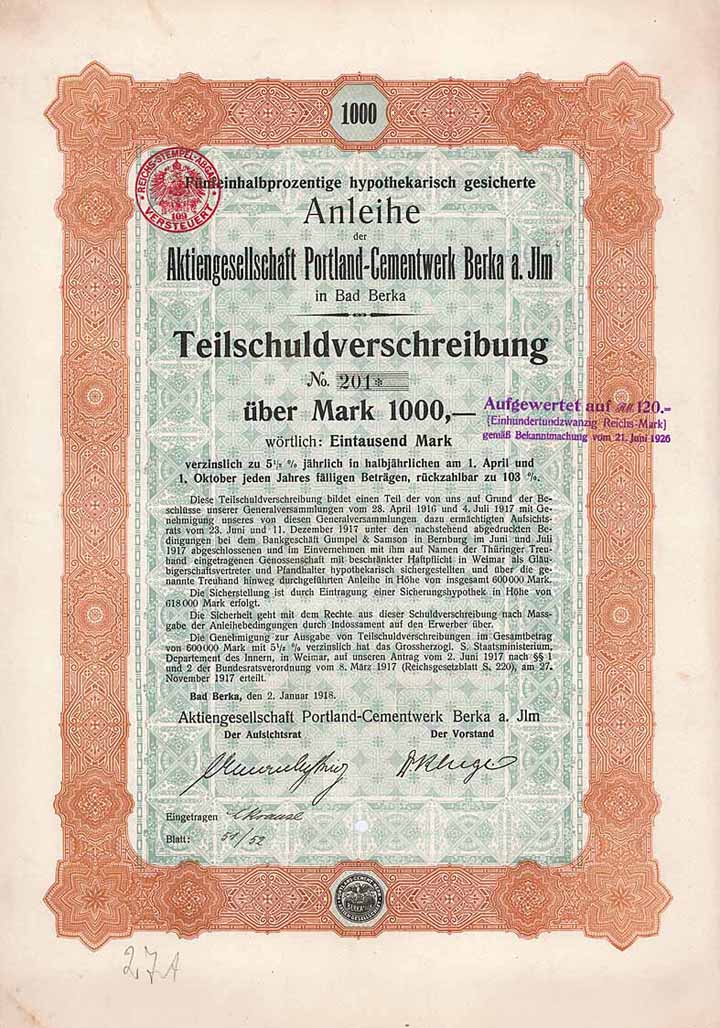 1000
REICHS-STEMPEL-ABGABE
VERSTEUERT
109
Fünfeinhalbprozentige hypothekarisch gesicherte
Anleihe
der
Aktiengesellschaft Portland-Cementwerk Berka a. Jlm
in Bad Berka
Teilschuldverschreibung
No. 201*
über Mark 1000,—
Aufgewertet auf RM. 120.-
[Einhundertundzwanzig Reichs-Mark]
gemäß Bekanntmachung vom 21. Juni 1926
wörtlich: Eintausend Mark
verzinslich zu 5½ % jährlich in halbjährlichen am 1. April und
1. Oktober jeden Jahres fälligen Beträgen, rückzahlbar zu 103 %.
Diese Teilschuldverschreibung bildet einen Teil der von uns auf Grund der Be-
schlüsse unserer Generalversammlungen vom 28. April 1916 und 4. Juli 1917 mit Ge-
nehmigung unseres von diesen Generalversammlungen dazu ermächtigten Aufsichts-
rats vom 23. Juni und 11. Dezember 1917 unter den nachstehend abgedruckten Be-
dingungen bei dem Bankgeschäft Gumpel & Samson in Bernburg im Juni und Juli
1917 abgeschlossenen und im Einvernehmen mit ihm auf Namen der Thüringer Treu-
hand eingetragenen Genossenschaft mit beschränkter Haftpflicht in Weimar als Gläu-
bigerschaftsvertreter und Pfandhalter hypothekarisch sichergestellten und über die ge-
nannte Treuhand hinweg durchgeführten Anleihe in Höhe von insgesamt 600000 Mark.
Die Sicherstellung ist durch Eintragung einer Sicherungshypothek in Höhe von
618000 Mark erfolgt.
Die Sicherheit geht mit dem Rechte aus dieser Schuldverschreibung nach Mass-
gabe der Anleihebedingungen durch Indossament auf den Erwerber über.
Die Genehmigung zur Ausgabe von Teilschuldverschreibungen im Gesamtbetrag
von 600000 Mark mit 5½ % verzinslich hat das Grossherzogl. S. Staatsministerium,
Departement des Innern, in Weimar, auf unseren Antrag vom 2. Juni 1917 nach §§ 1
und 2 der Bundesratsverordnung vom 8. März 1917 (Reichsgesetzblatt S. 220), am 27.
November 1917 erteilt.
Bad Berka, den 2. Januar 1918.
Aktiengesellschaft Portland-Cementwerk Berka a. Jlm
Der Aufsichtsrat Der Vorstand
Eingetragen Krause
Blatt: 51/52
2,7A